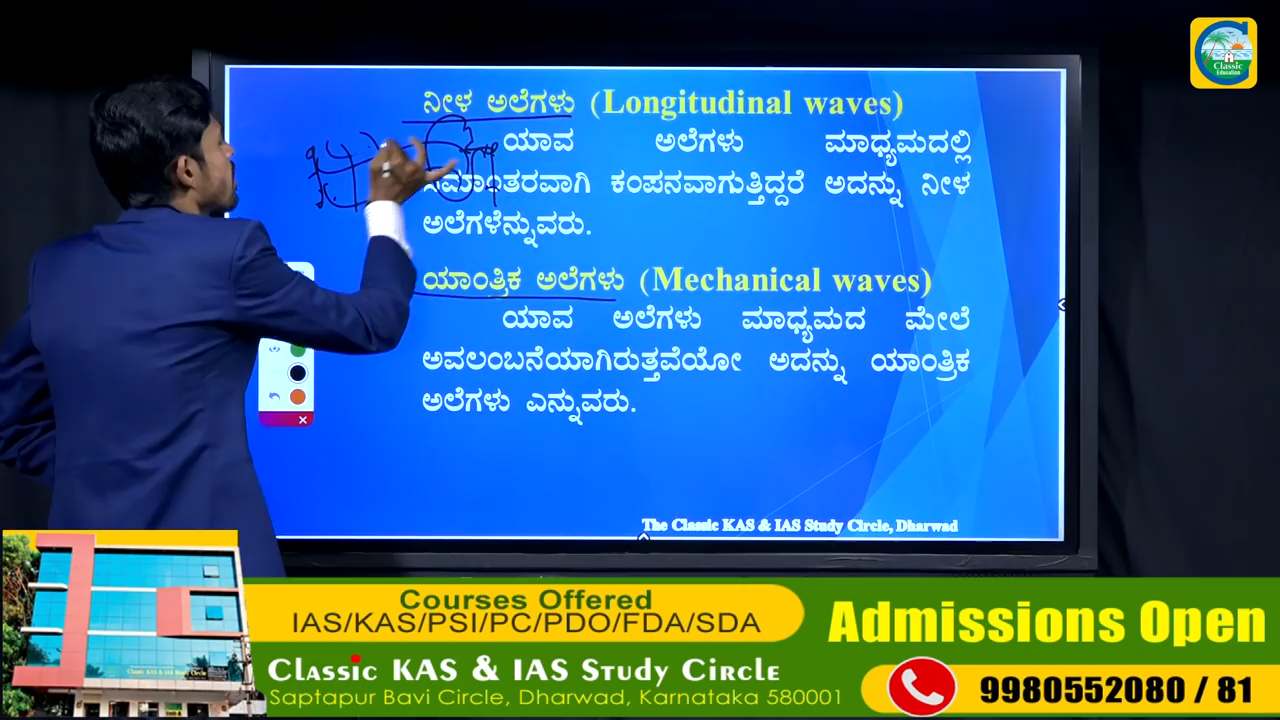 Classic
Education
ನೀಳ ಅಲೆಗಳು (Longitudinal waves)
ಯಾವ ಅಲೆಗಳು ಮಾಧ್ಯಮದಲ್ಲಿ
ಸಮಾಂತರವಾಗಿ ಕಂಪನವಾಗುತ್ತಿದ್ದರೆ ಅದನ್ನು ನೀಳ
ಅಲೆಗಳೆನ್ನುವರು.
ಯಾಂತ್ರಿಕ ಅಲೆಗಳು (Mechanical waves)
ಯಾವ ಅಲೆಗಳು ಮಾಧ್ಯಮದ ಮೇಲೆ
ಅವಲಂಬನೆಯಾಗಿರುತ್ತವೆಯೋ ಅದನ್ನು ಯಾಂತ್ರಿಕ
ಅಲೆಗಳು ಎನ್ನುವರು.
The Classic KAS & IAS Study Circle, Dharwad
Courses Offered
IAS/KAS/PSI/PC/PDO/FDA/SDA
Classic KAS & IAS Study Circle
Saptapur Bavi Circle, Dharwad, Karnataka 580001
Admissions Open
9980552080 / 81